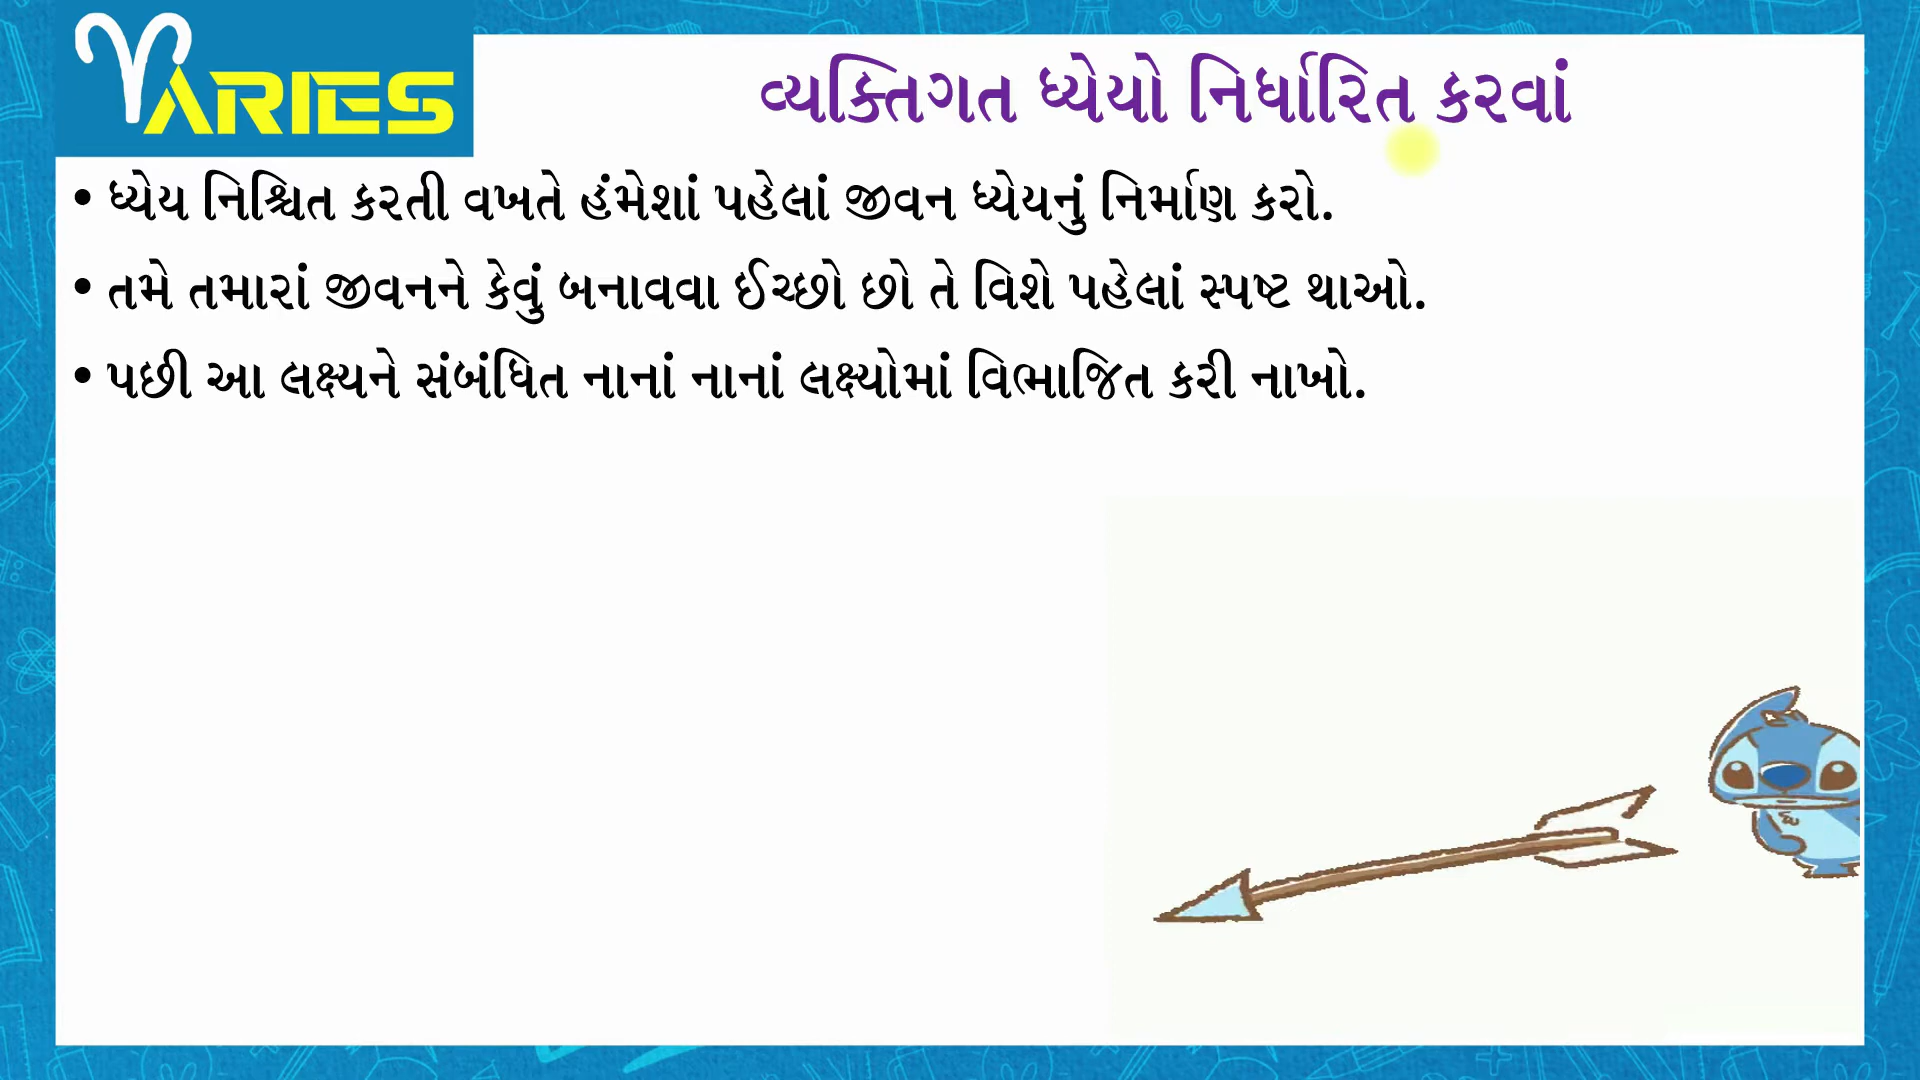 ARIES
વ્યક્તિગત ધ્યેયો નિર્ધારિત કરવાં
• ધ્યેય નિશ્ચિત કરતી વખતે હંમેશાં પહેલાં જીવન ધ્યેયનું નિર્માણ કરો.
• તમે તમારાં જીવનને કેવું બનાવવા ઈચ્છો છો તે વિશે પહેલાં સ્પષ્ટ થાઓ.
• પછી આ લક્ષ્યને સંબંધિત નાનાં નાનાં લક્ષ્યોમાં વિભાજિત કરી નાખો.